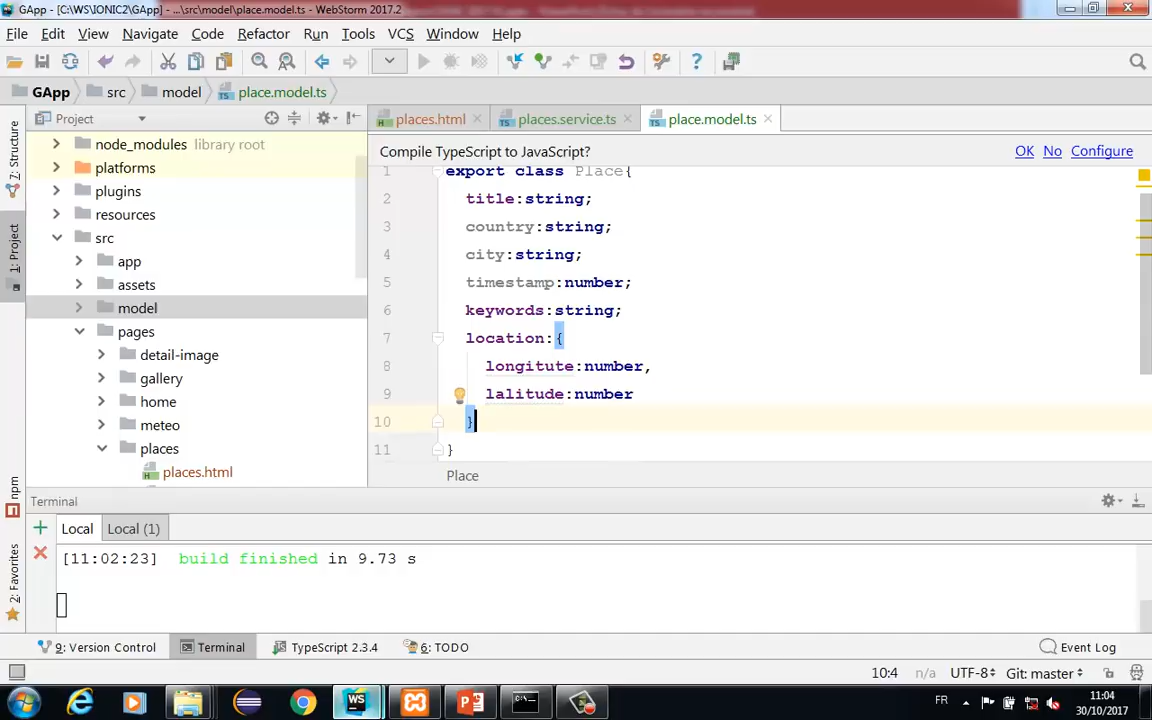 GApp - [C:\WS\IONIC2\GApp] - ...\src\model\place.model.ts - WebStorm 2017.2
File Edit View Navigate Code Refactor Run Tools VCS Window Help
GApp src model place.model.ts
Project places.html places.service.ts place.model.ts
7: Structure
1: Project
npm
2: Favorites
node_modules library root
platforms
plugins
resources
src
app
assets
model
pages
detail-image
gallery
home
meteo
places
places.html
Compile TypeScript to JavaScript? OK No Configure
1 export class Place{
2 title:string;
3 country:string;
4 city:string;
5 timestamp:number;
6 keywords:string;
7 location:{
8 longitute:number,
9 lalitude:number
10 }
11 }
Place
Terminal
Local Local (1)
[11:02:23] build finished in 9.73 s
9: Version Control Terminal TypeScript 2.3.4 6: TODO Event Log
10:4 n/a UTF-8 Git: master
FR 11:04
30/10/2017